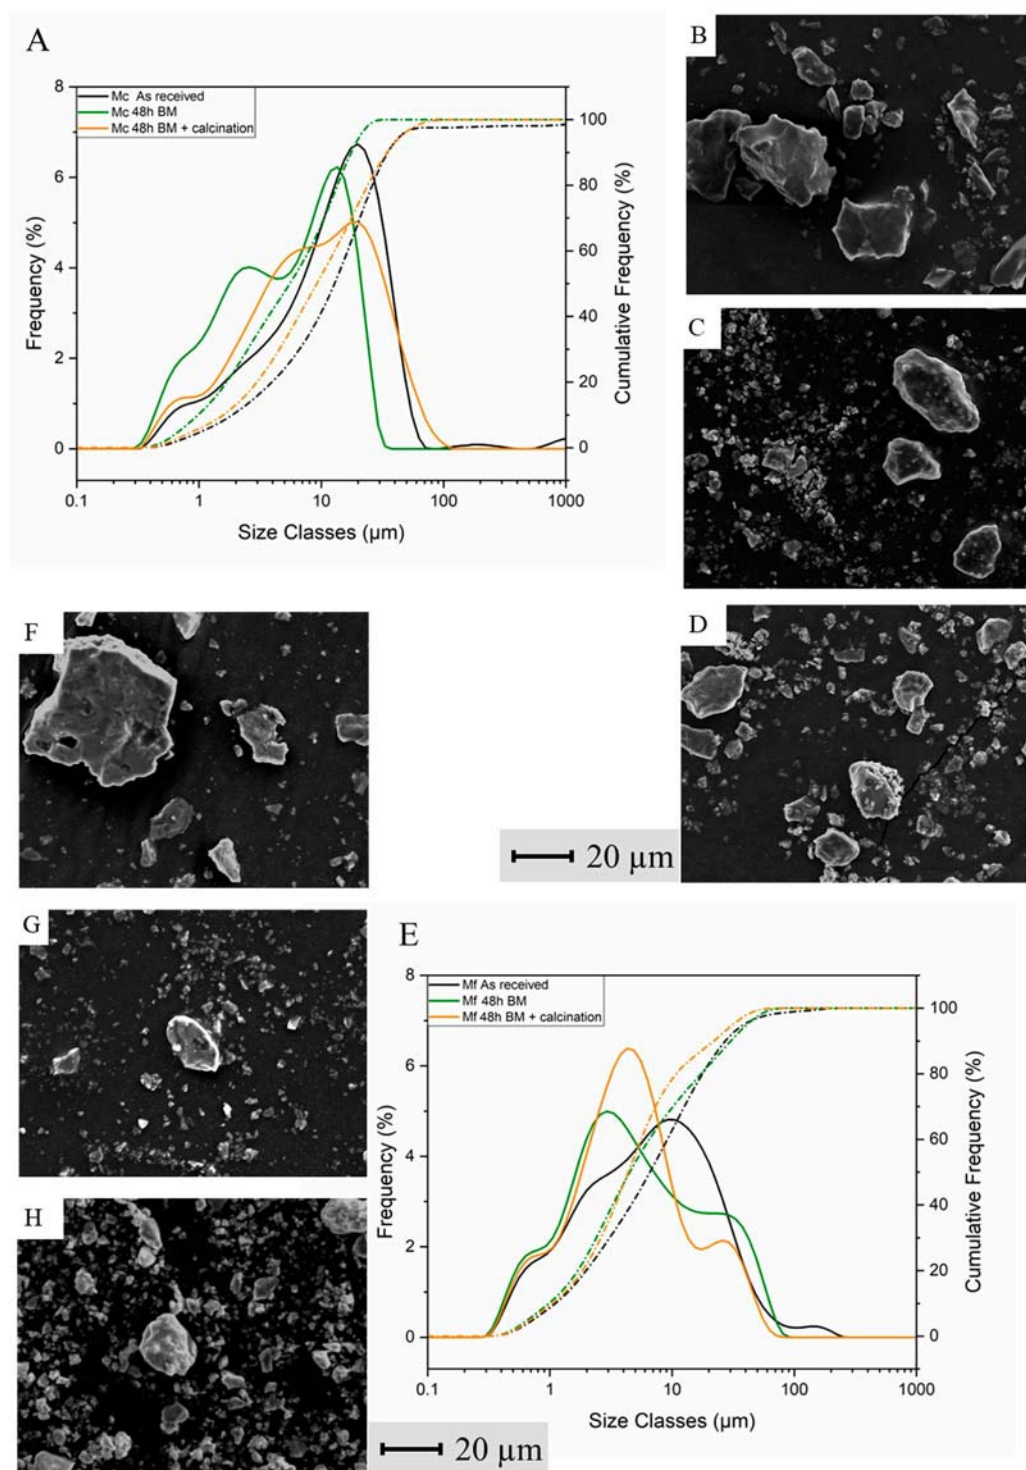 A
Mc As received
Mc 48h BM
Mc 48h BM + calcination
8
6
4
2
0
Frequency (%)
100
80
60
40
20
0
Cumulative Frequency (%)
0.1 1 10 100 1000
Size Classes (µm)
B
C
D
F
20 µm
G
H
E
Mf As received
Mf 48h BM
Mf 48h BM + calcination
8
6
4
2
0
Frequency (%)
100
80
60
40
20
0
Cumulative Frequency (%)
0.1 1 10 100 1000
Size Classes (µm)
20 µm